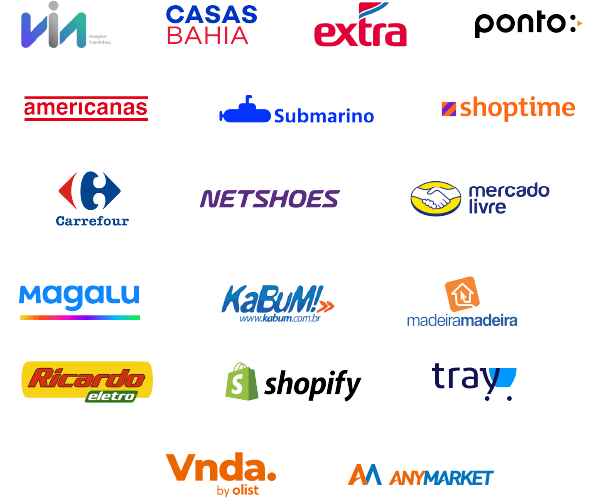 via
Imagine
Caminhos
CASAS
BAHIA
extra
ponto:
americanas
Submarino
shoptime
Carrefour
NETSHOES
mercado
livre
magalu
KaBuM!
www.kabum.com.br
madeiramadeira
Ricardo
eletro
shopify
tray
Vnda.
by olist
ANYMARKET